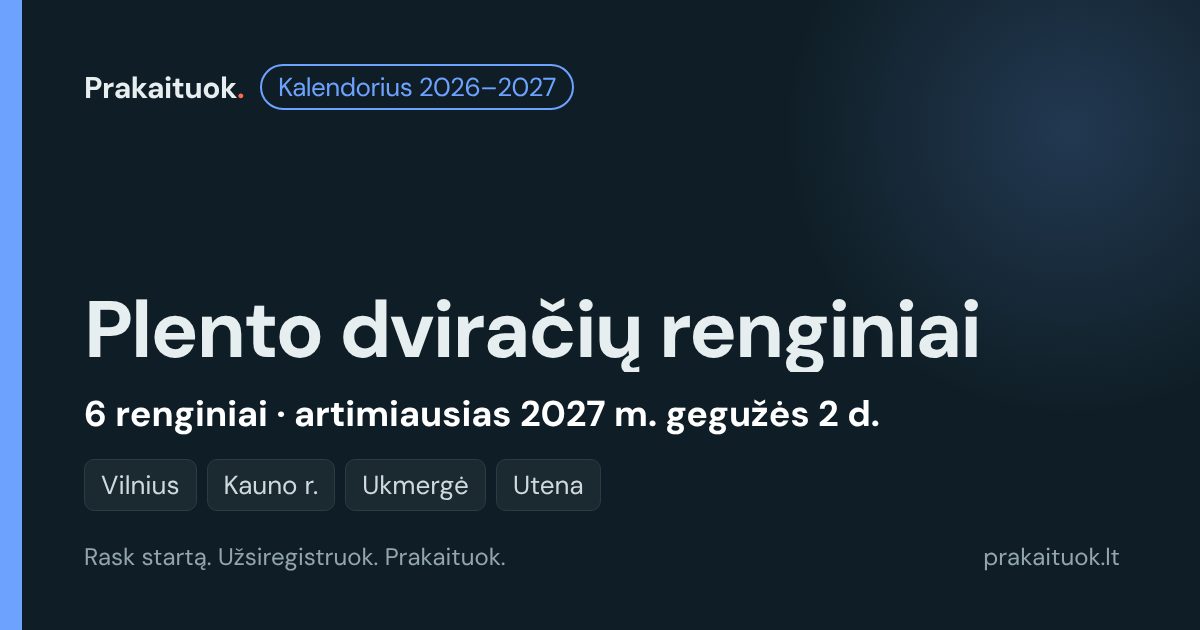 Prakaituok. Kalendorius 2026–2027
Plento dviračių renginiai
6 renginiai · artimiausias 2027 m. gegužės 2 d.
Vilnius Kauno r. Ukmergė Utena
Rask startą. Užsiregistruok. Prakaituok. prakaituok.lt